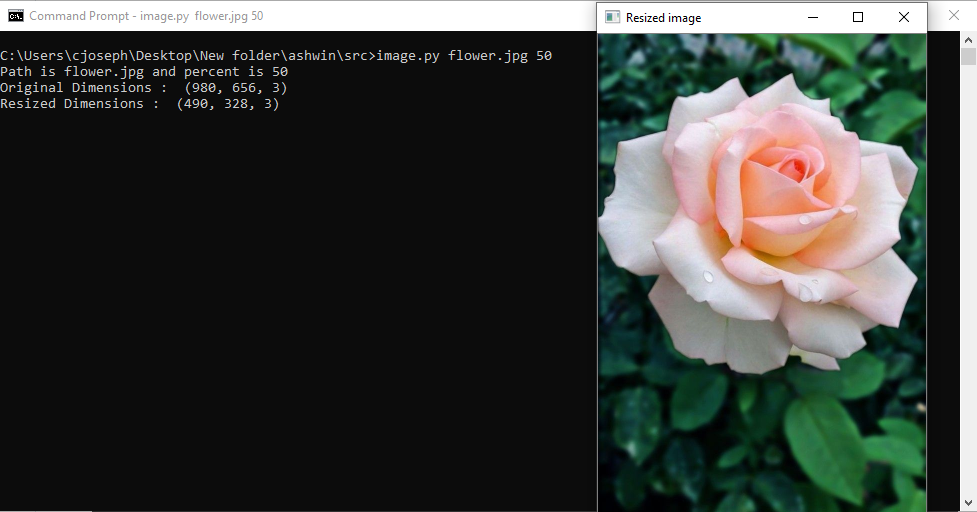 Command Prompt - image.py  flower.jpg 50
Resized image
C:\Users\cjoseph\Desktop\New folder\ashwin\src>image.py flower.jpg 50
Path is flower.jpg and percent is 50
Original Dimensions :  (980, 656, 3)
Resized Dimensions :  (490, 328, 3)